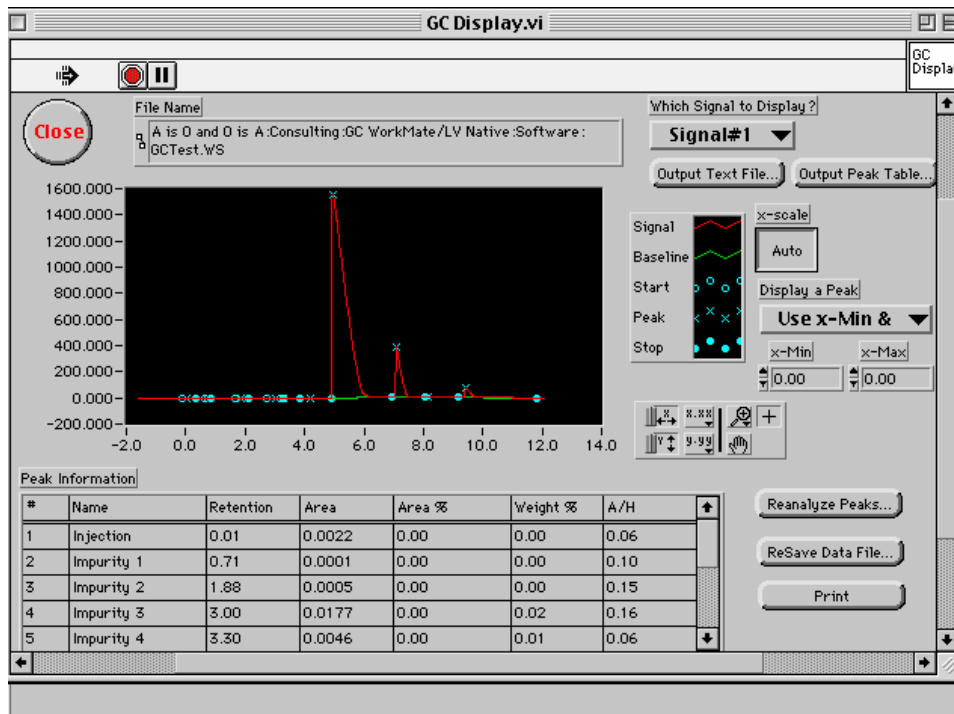 GC Display.vi
GC
Displa
Close
File Name
A is O and O is A:Consulting:GC WorkMate/LV Native:Software:
GCTest.WS
Which Signal to Display?
Signal#1
Output Text File...
Output Peak Table...
1600.000
1400.000
1200.000
1000.000
800.000
600.000
400.000
200.000
0.000
-200.000
-2.0 0.0 2.0 4.0 6.0 8.0 10.0 12.0 14.0
Signal
Baseline
Start
Peak
Stop
x-scale
Auto
Display a Peak
Use x-Min &
x-Min x-Max
0.00 0.00
X x.xx
Y y.yy
Peak Information
# Name Retention Area Area % Weight % A/H
1 Injection 0.01 0.0022 0.00 0.00 0.06
2 Impurity 1 0.71 0.0001 0.00 0.00 0.10
3 Impurity 2 1.88 0.0005 0.00 0.00 0.15
4 Impurity 3 3.00 0.0177 0.00 0.02 0.16
5 Impurity 4 3.30 0.0046 0.00 0.01 0.06
Reanalyze Peaks...
ReSave Data File...
Print